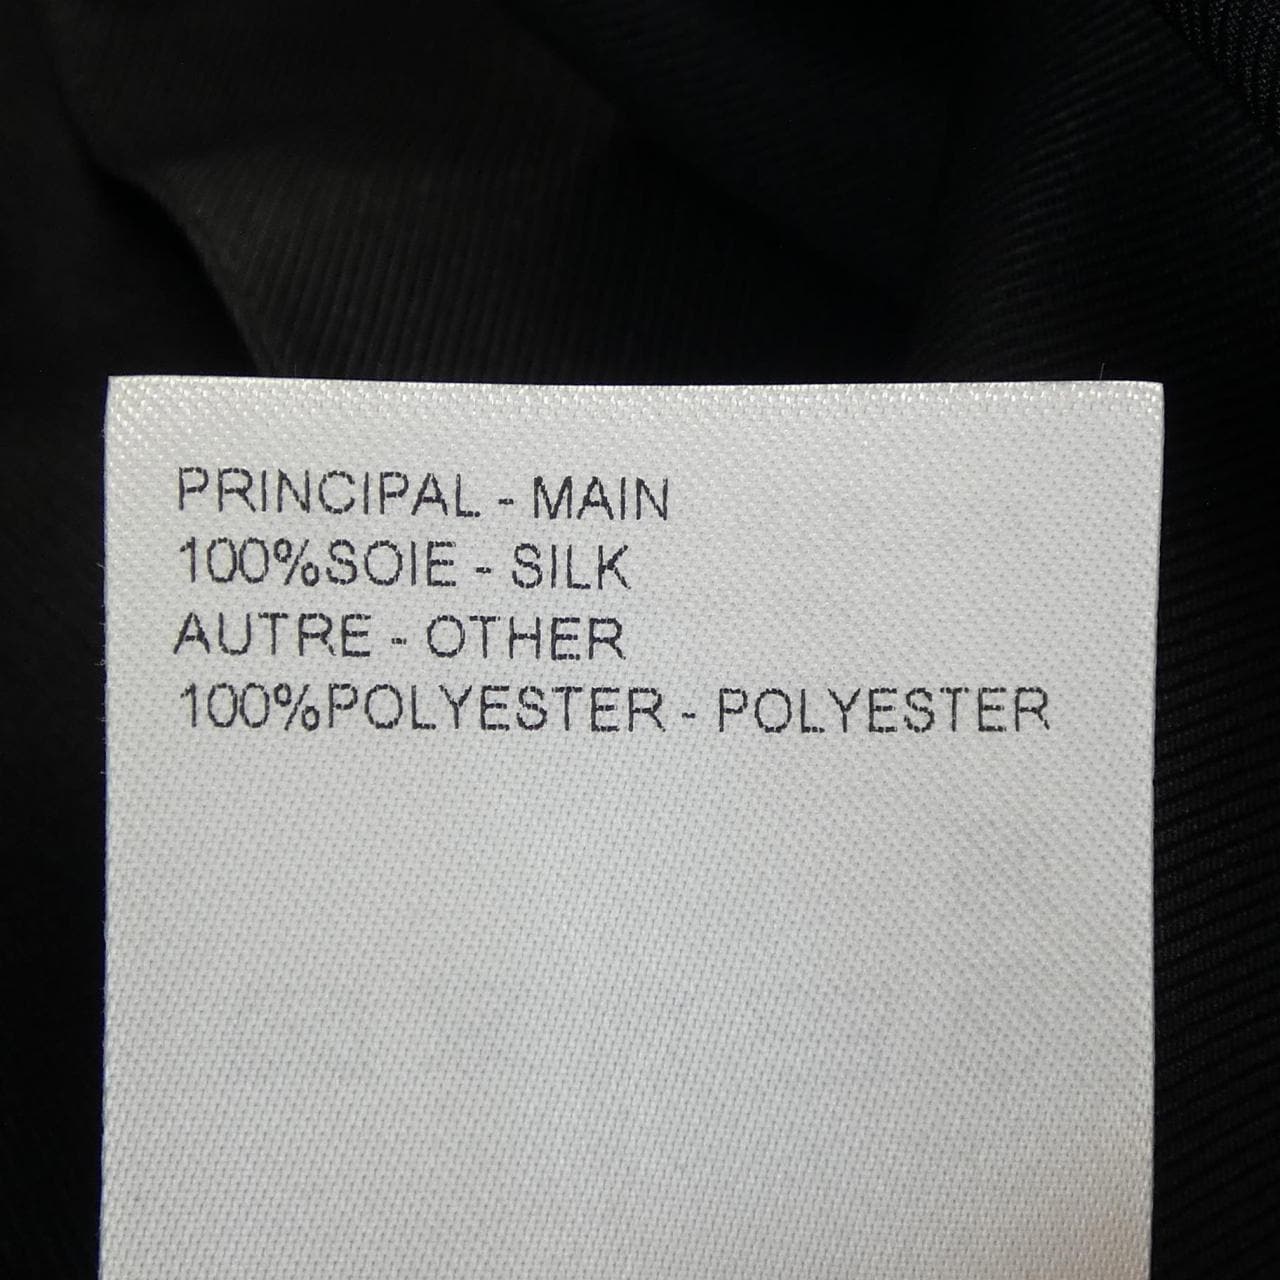 PRINCIPAL - MAIN
100%SOIE - SILK
AUTRE - OTHER
100%POLYESTER - POLYESTER